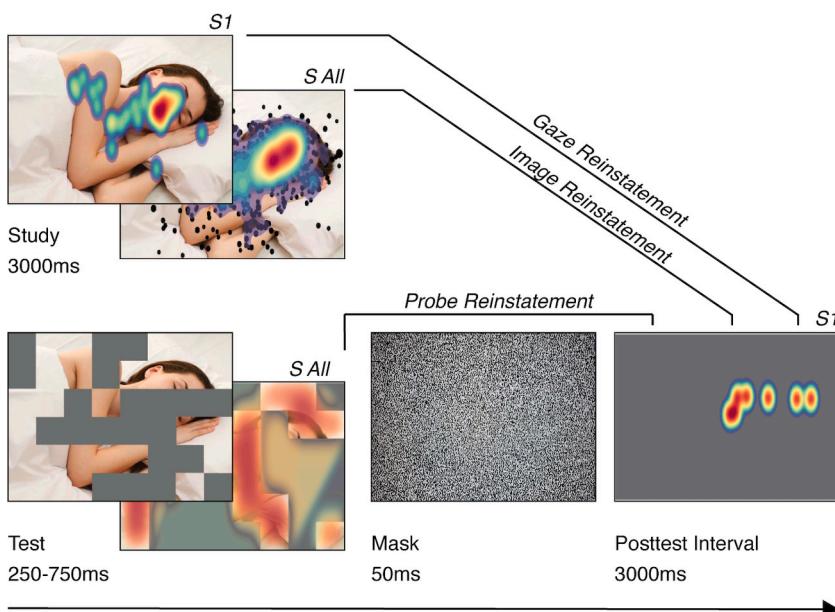 S1
S All
Gaze Reinstatement
Image Reinstatement
Study
3000ms
Probe Reinstatement
S All
S1
Test
250-750ms
Mask
50ms
Posttest Interval
3000ms